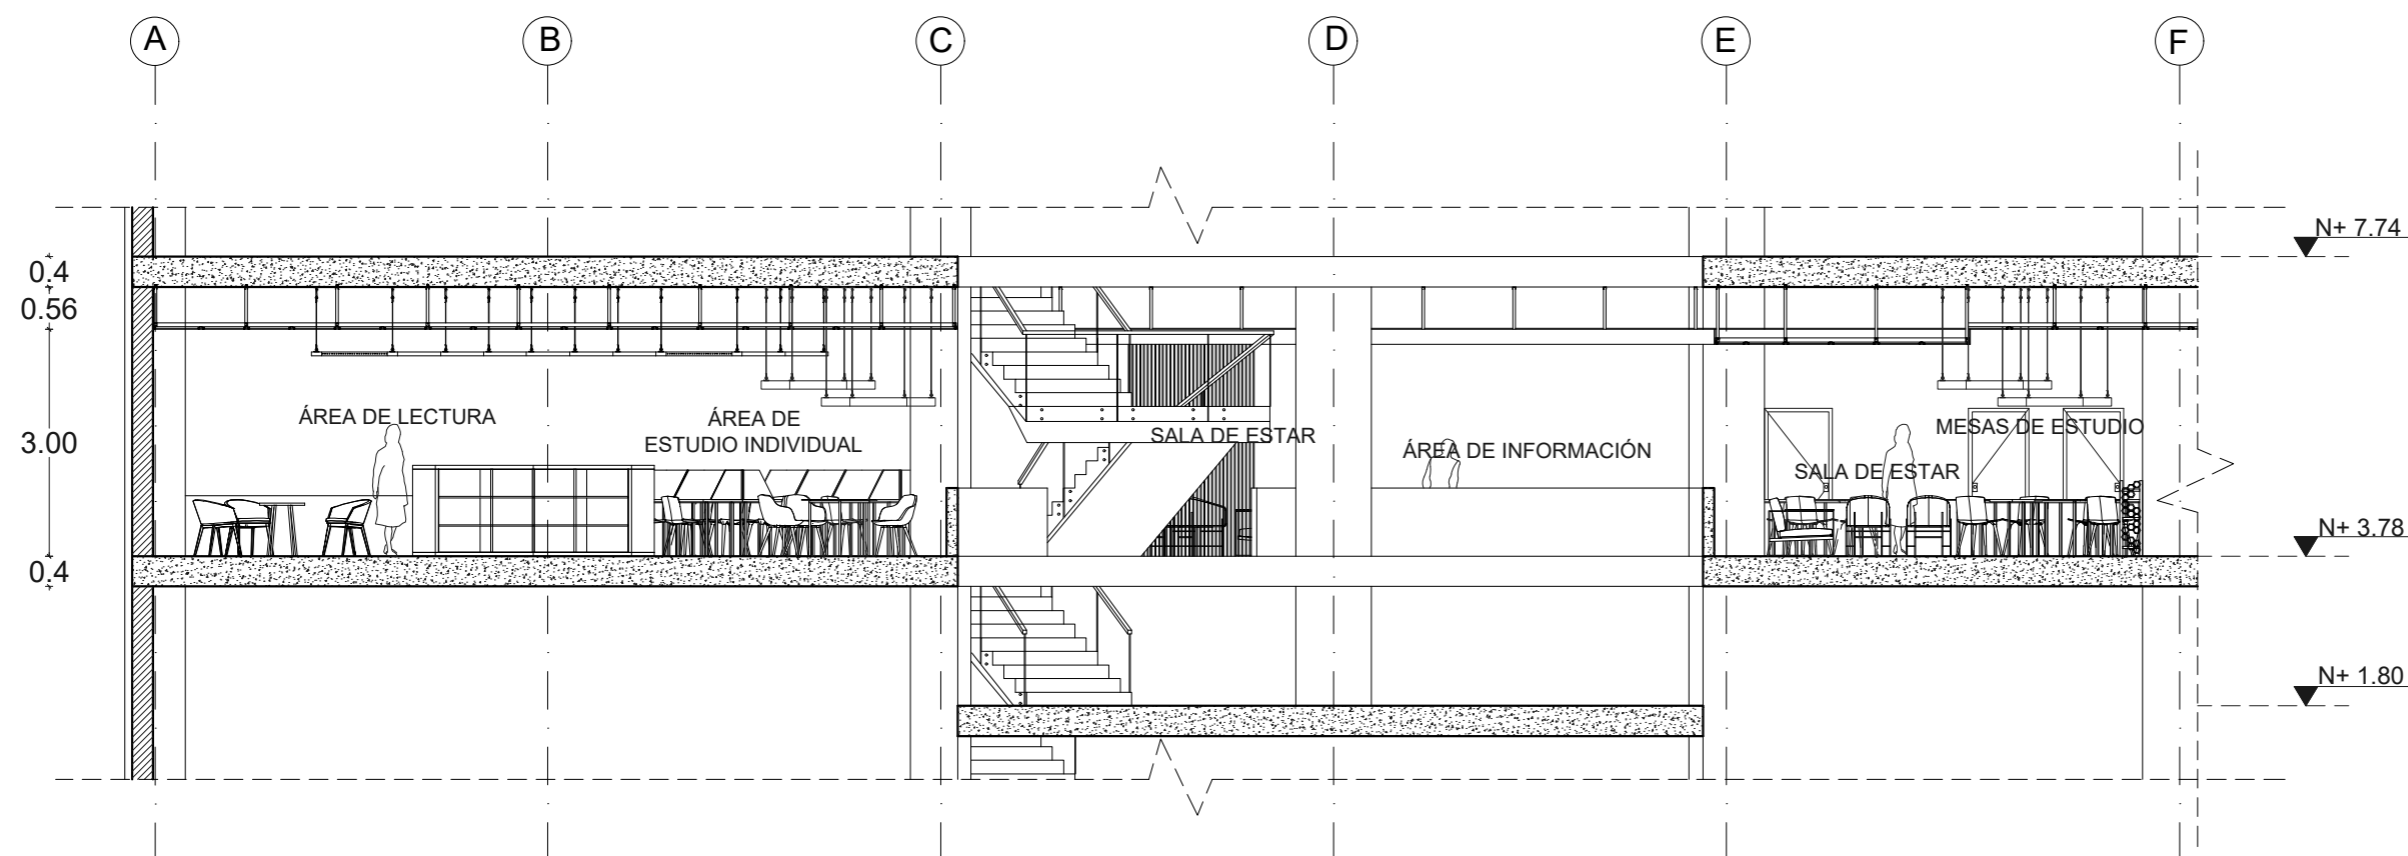 A
B
C
D
E
F
N+ 7.74
0.4
0.56
3.00
0.4
ÁREA DE LECTURA
ÁREA DE
ESTUDIO INDIVIDUAL
SALA DE ESTAR
ÁREA DE INFORMACIÓN
SALA DE ESTAR
MESAS DE ESTUDIO
N+ 3.78
N+ 1.80